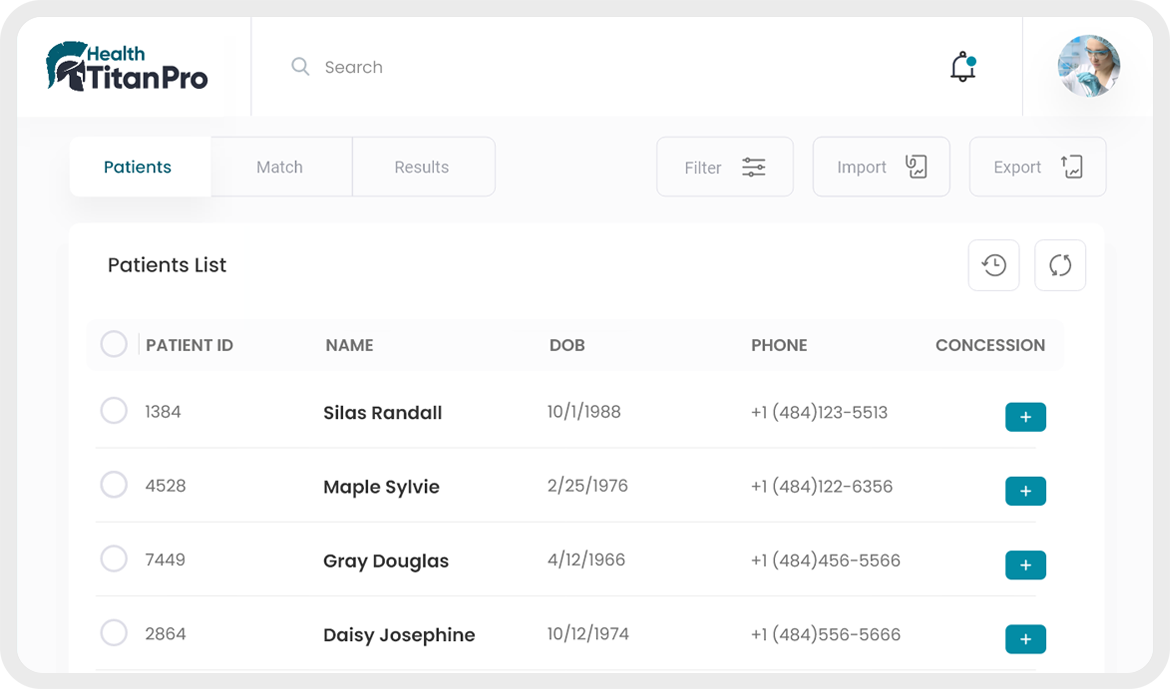 Health
TitanPro
Search
Patients Match Results Filter Import Export
Patients List
PATIENT ID NAME DOB PHONE CONCESSION
1384 Silas Randall 10/1/1988 +1 (484)123-5513 +
4528 Maple Sylvie 2/25/1976 +1 (484)122-6356 +
7449 Gray Douglas 4/12/1966 +1 (484)456-5566 +
2864 Daisy Josephine 10/12/1974 +1 (484)556-5666 +